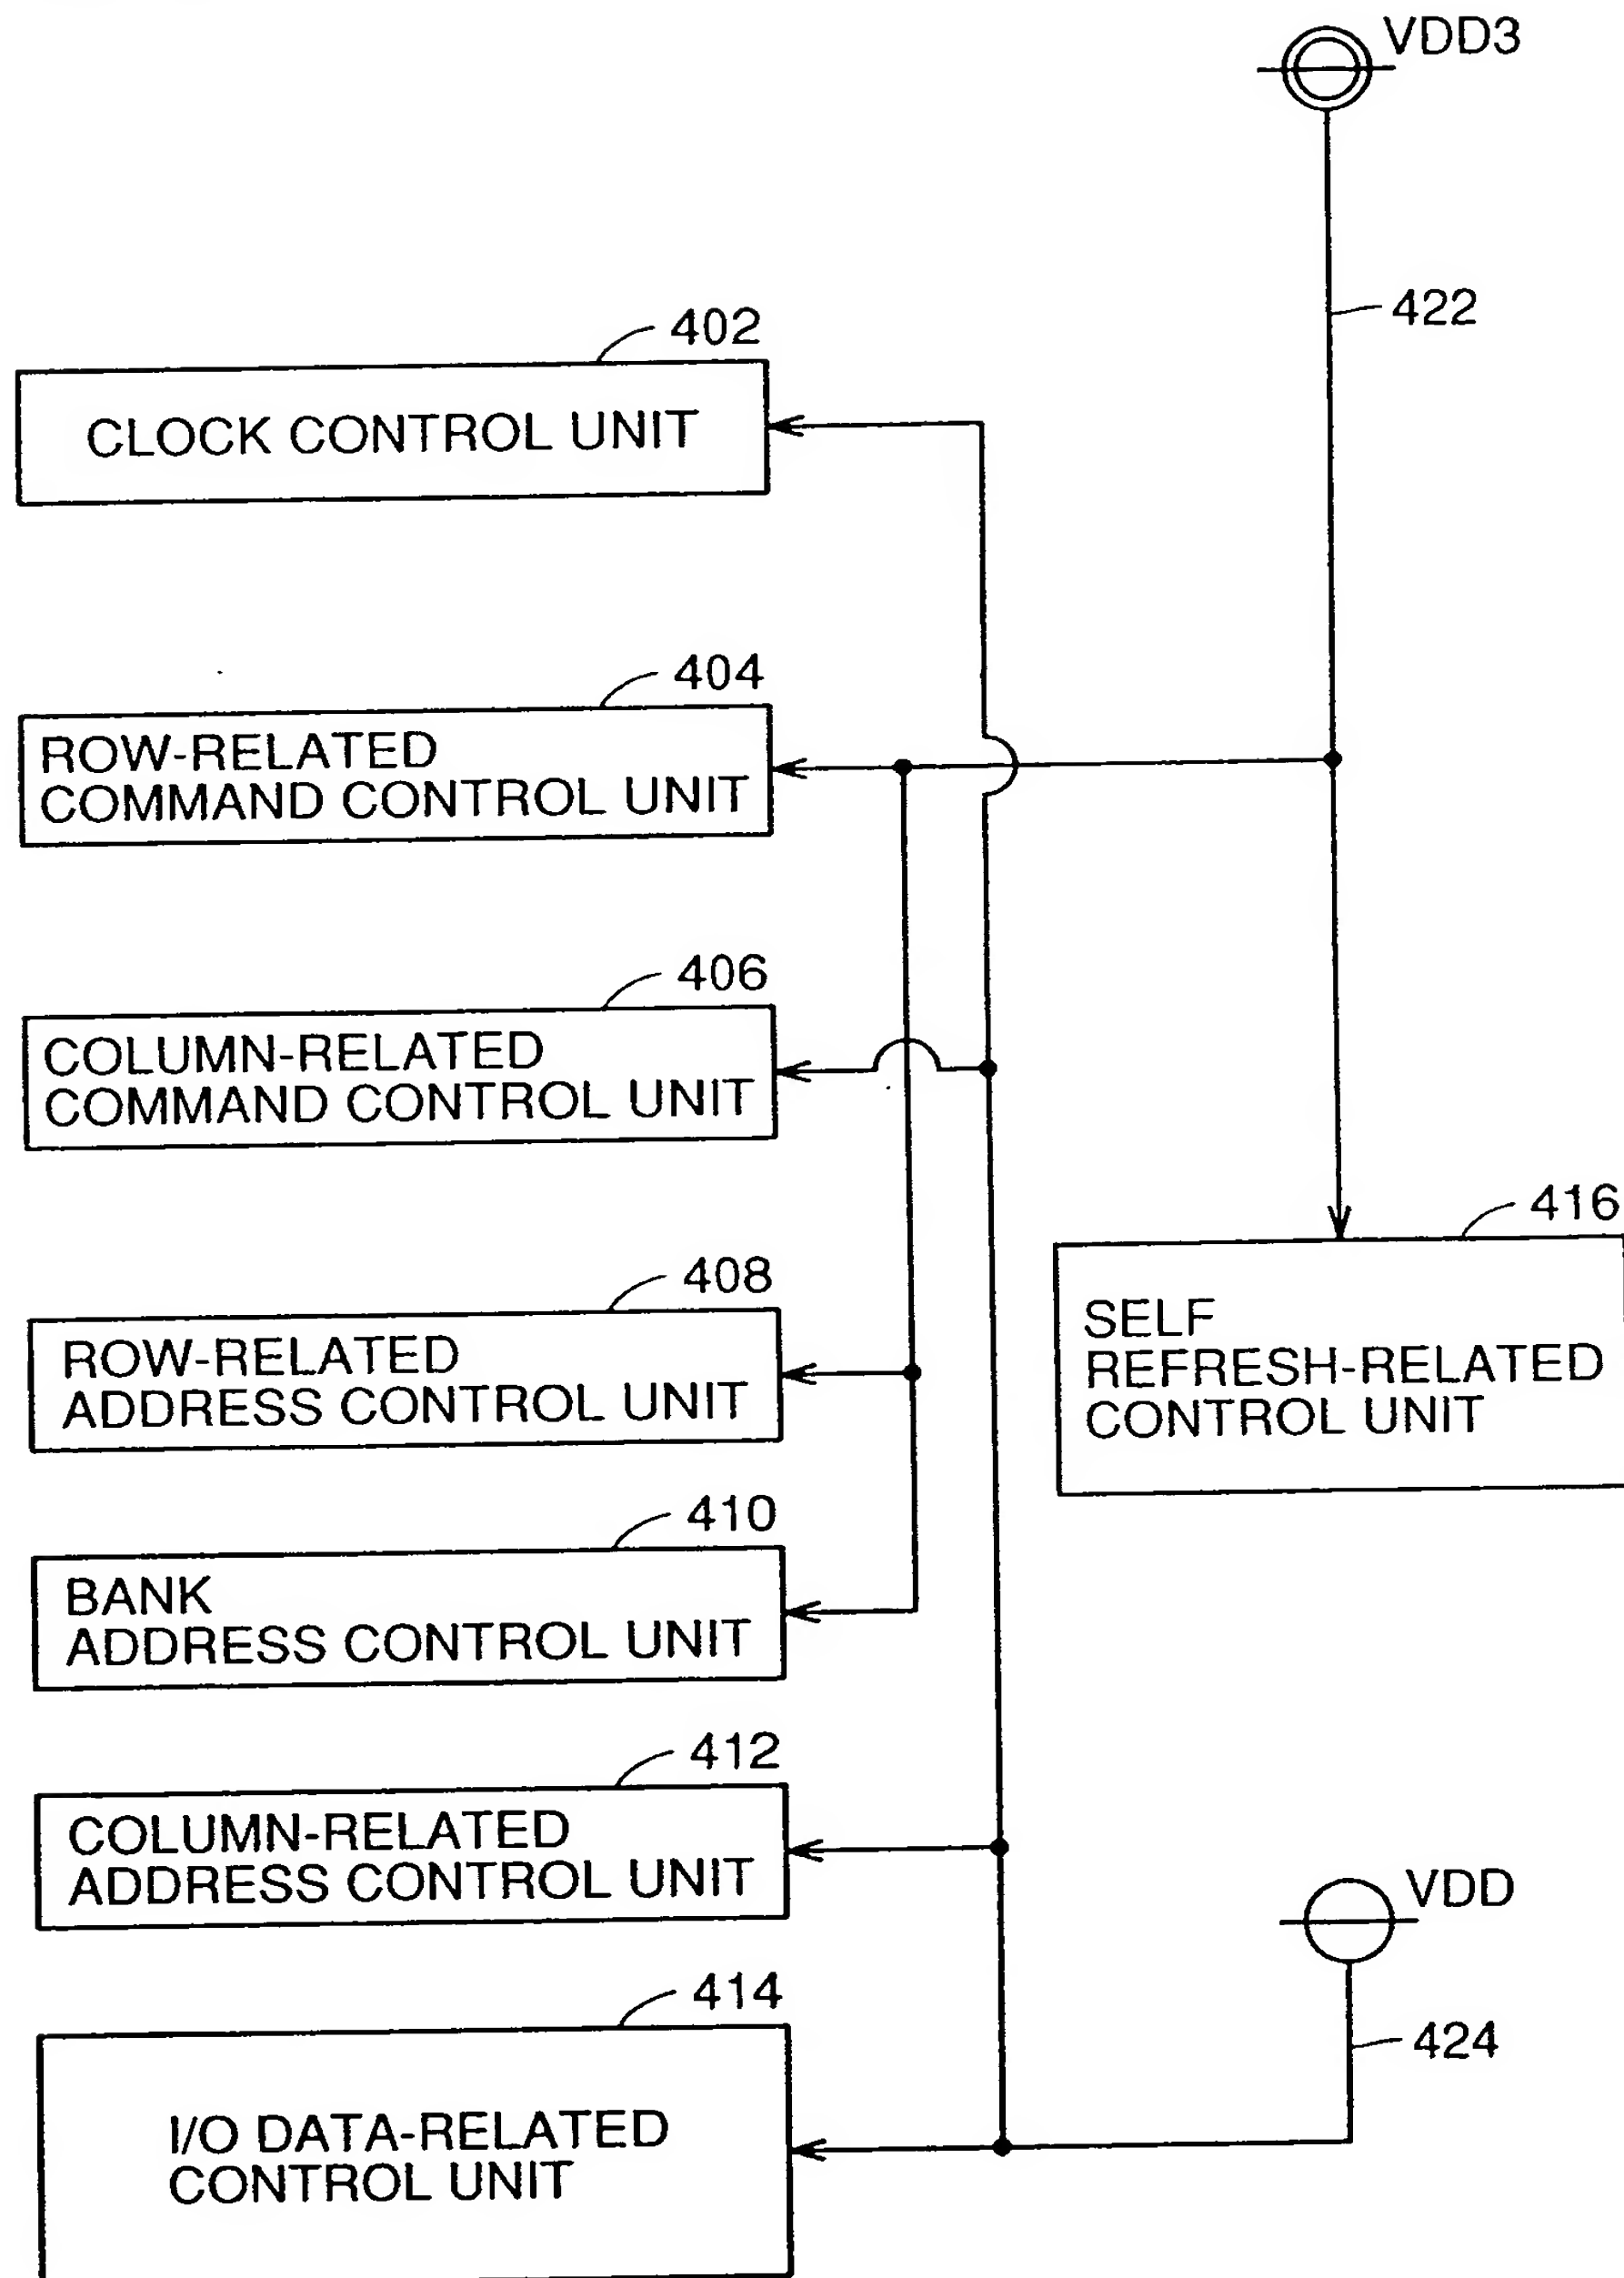 VDD3
422
402
CLOCK CONTROL UNIT
404
ROW-RELATED
COMMAND CONTROL UNIT
406
COLUMN-RELATED
COMMAND CONTROL UNIT
416
SELF
REFRESH-RELATED
CONTROL UNIT
408
ROW-RELATED
ADDRESS CONTROL UNIT
410
BANK
ADDRESS CONTROL UNIT
412
COLUMN-RELATED
ADDRESS CONTROL UNIT
VDD
424
414
I/O DATA-RELATED
CONTROL UNIT